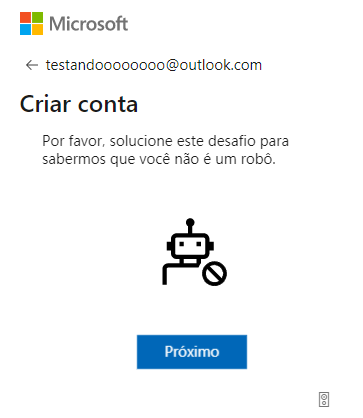 Microsoft
← testandoooooooo@outlook.com
Criar conta
Por favor, solucione este desafio para
sabermos que você não é um robô.
Próximo